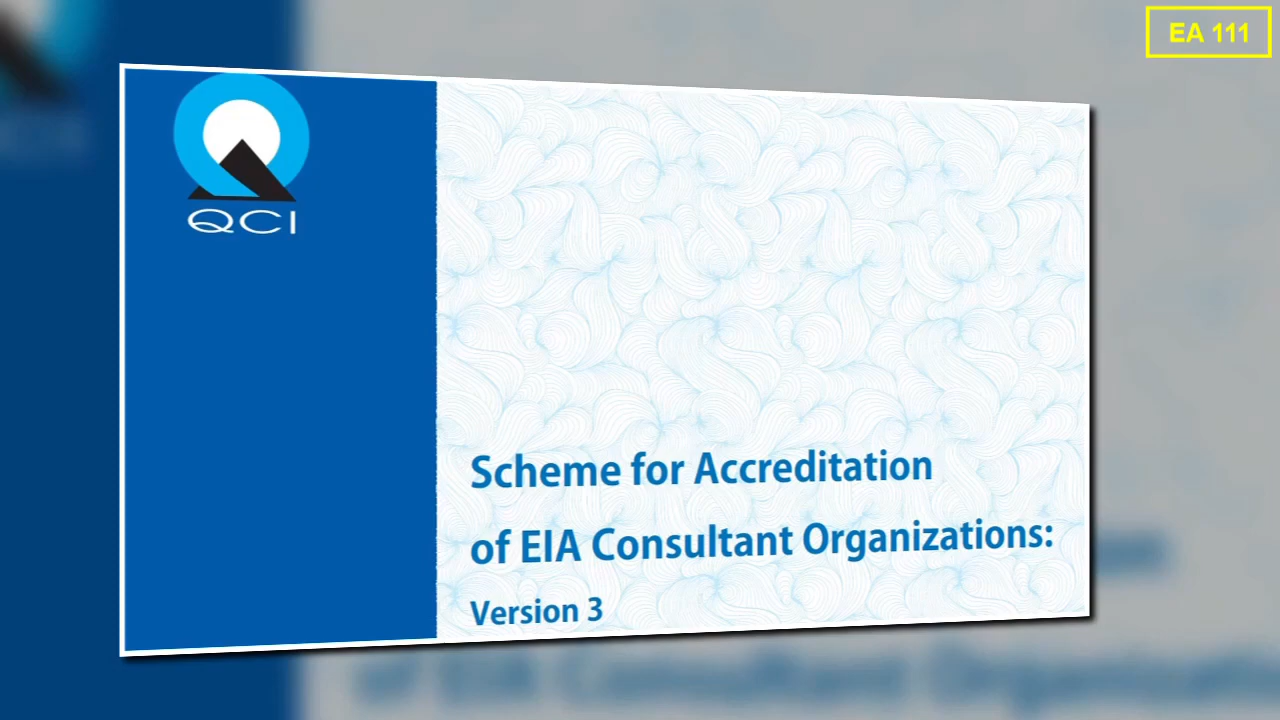 EA 111
QCI
Scheme for Accreditation
of EIA Consultant Organizations:
Version 3